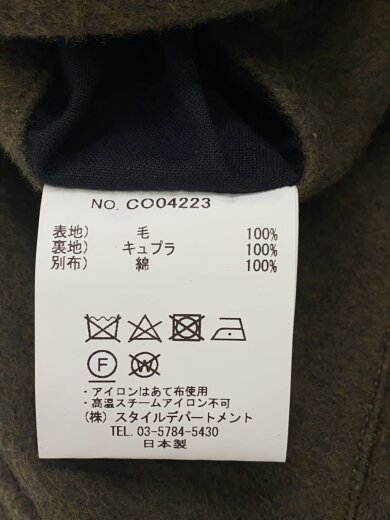 NO. CO04223
表地) 毛 100%
裏地) キュプラ 100%
別布) 綿 100%
F W
・アイロンはあて布使用
・高温スチームアイロン不可
(株) スタイルデパートメント
TEL. 03-5784-5430
日本製